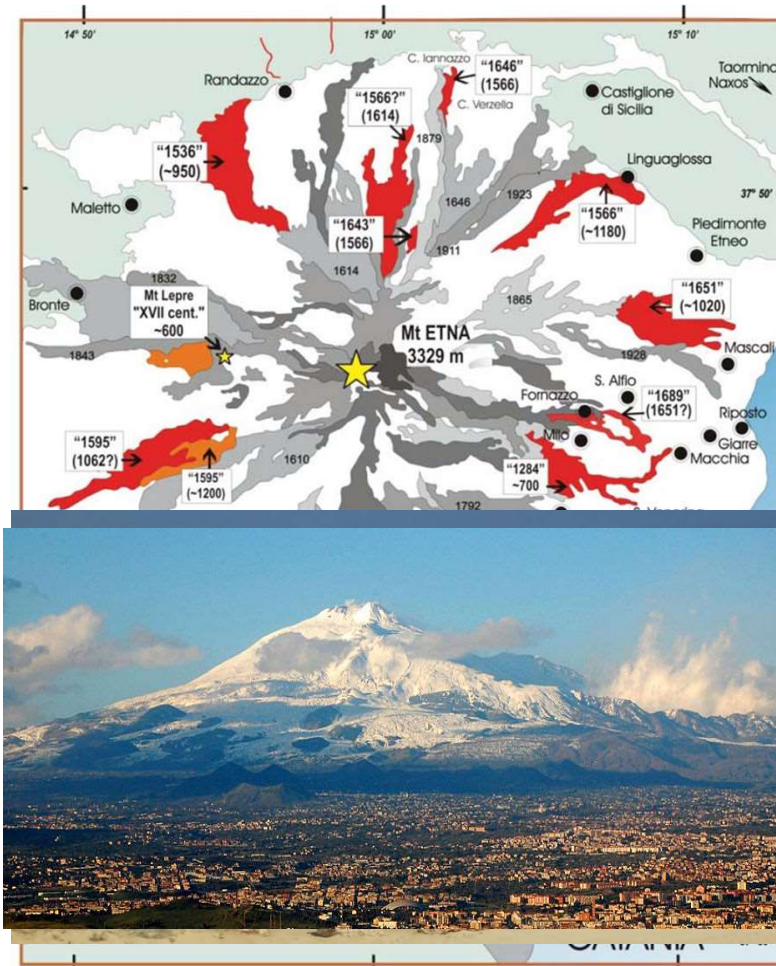 14° 50'
15° 00'
15° 10'
C. Iannazzo
"1646"
(1566)
Taormina
Naxos
Randazzo
"1566?"
(1614)
C. Verzella
Castiglione
di Sicilia
"1536"
(~950)
1879
Linguaglossa
1923
1646
37° 50'
Maletto
"1566"
(~1180)
"1643"
(1566)
Piedimonte
Etneo
1911
1614
1832
Bronte
Mt Lepre
"XVII cent."
~600
1865
"1651"
(~1020)
Mt ETNA
3329 m
1843
1928
Mascali
S. Alfio
Fornazzo
"1689"
(1651?)
Riposto
Milo
Giarre
Macchia
"1595"
(1062?)
1610
"1595"
(~1200)
"1284"
~700
1792
CATANIA